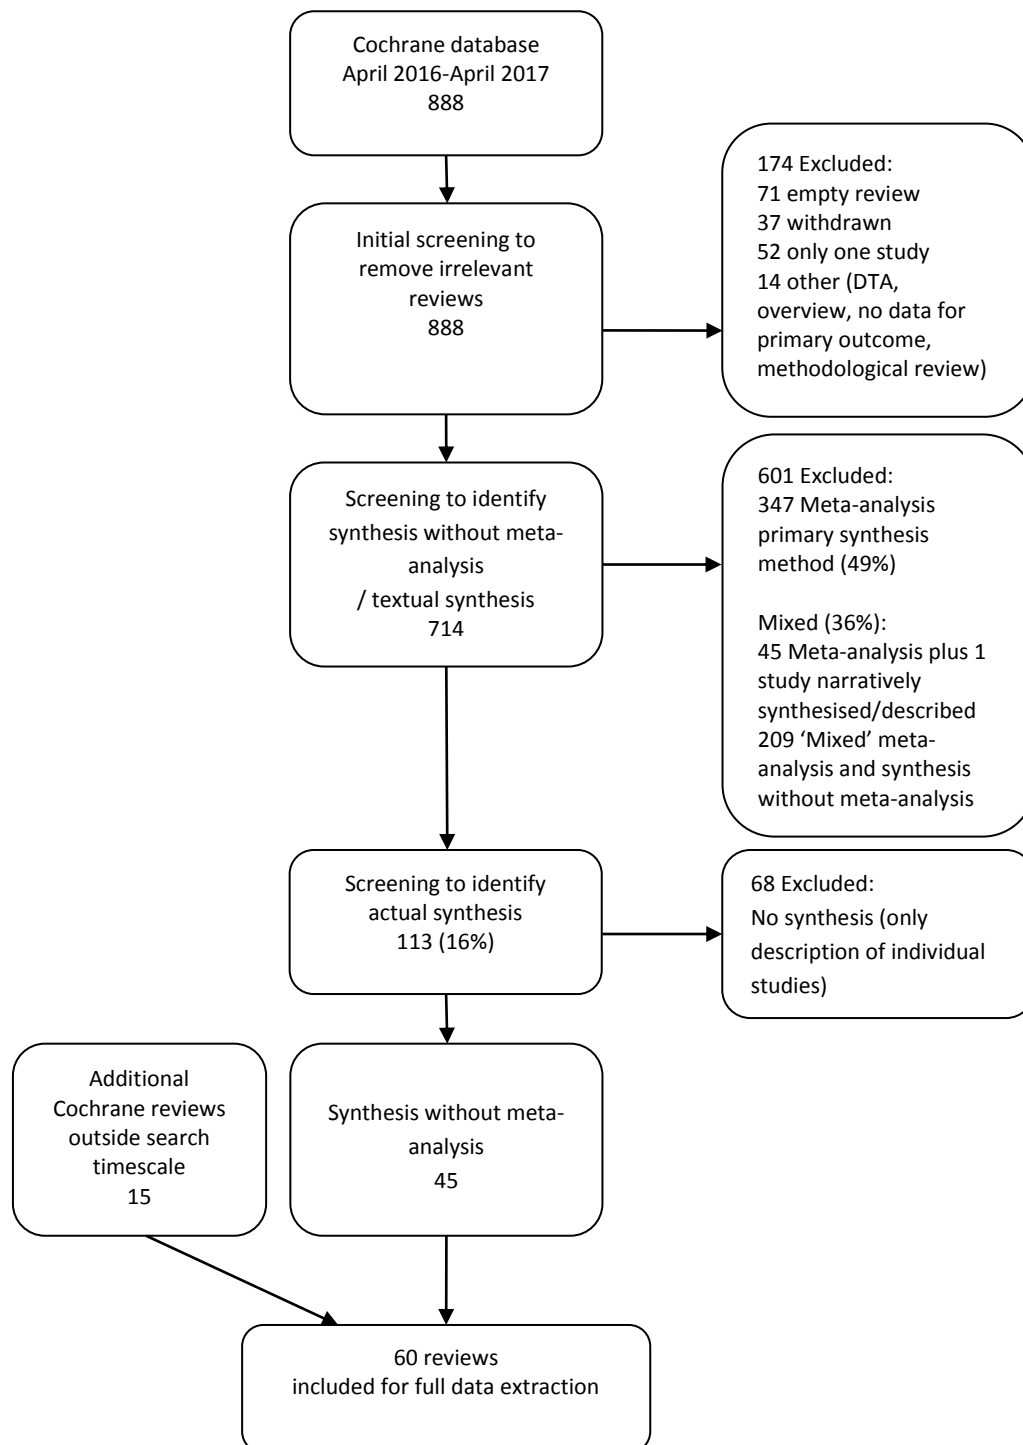 Cochrane database
April 2016-April 2017
888
174 Excluded:
71 empty review
37 withdrawn
52 only one study
14 other (DTA,
overview, no data for
primary outcome,
methodological review)
Initial screening to
remove irrelevant
reviews
888
Screening to identify
synthesis without meta-
analysis
/ textual synthesis
714
601 Excluded:
347 Meta-analysis
primary synthesis
method (49%)
Mixed (36%):
45 Meta-analysis plus 1
study narratively
synthesised/described
209 ‘Mixed’ meta-
analysis and synthesis
without meta-analysis
Screening to identify
actual synthesis
113 (16%)
68 Excluded:
No synthesis (only
description of individual
studies)
Additional
Cochrane reviews
outside search
timescale
15
Synthesis without meta-
analysis
45
60 reviews
included for full data extraction